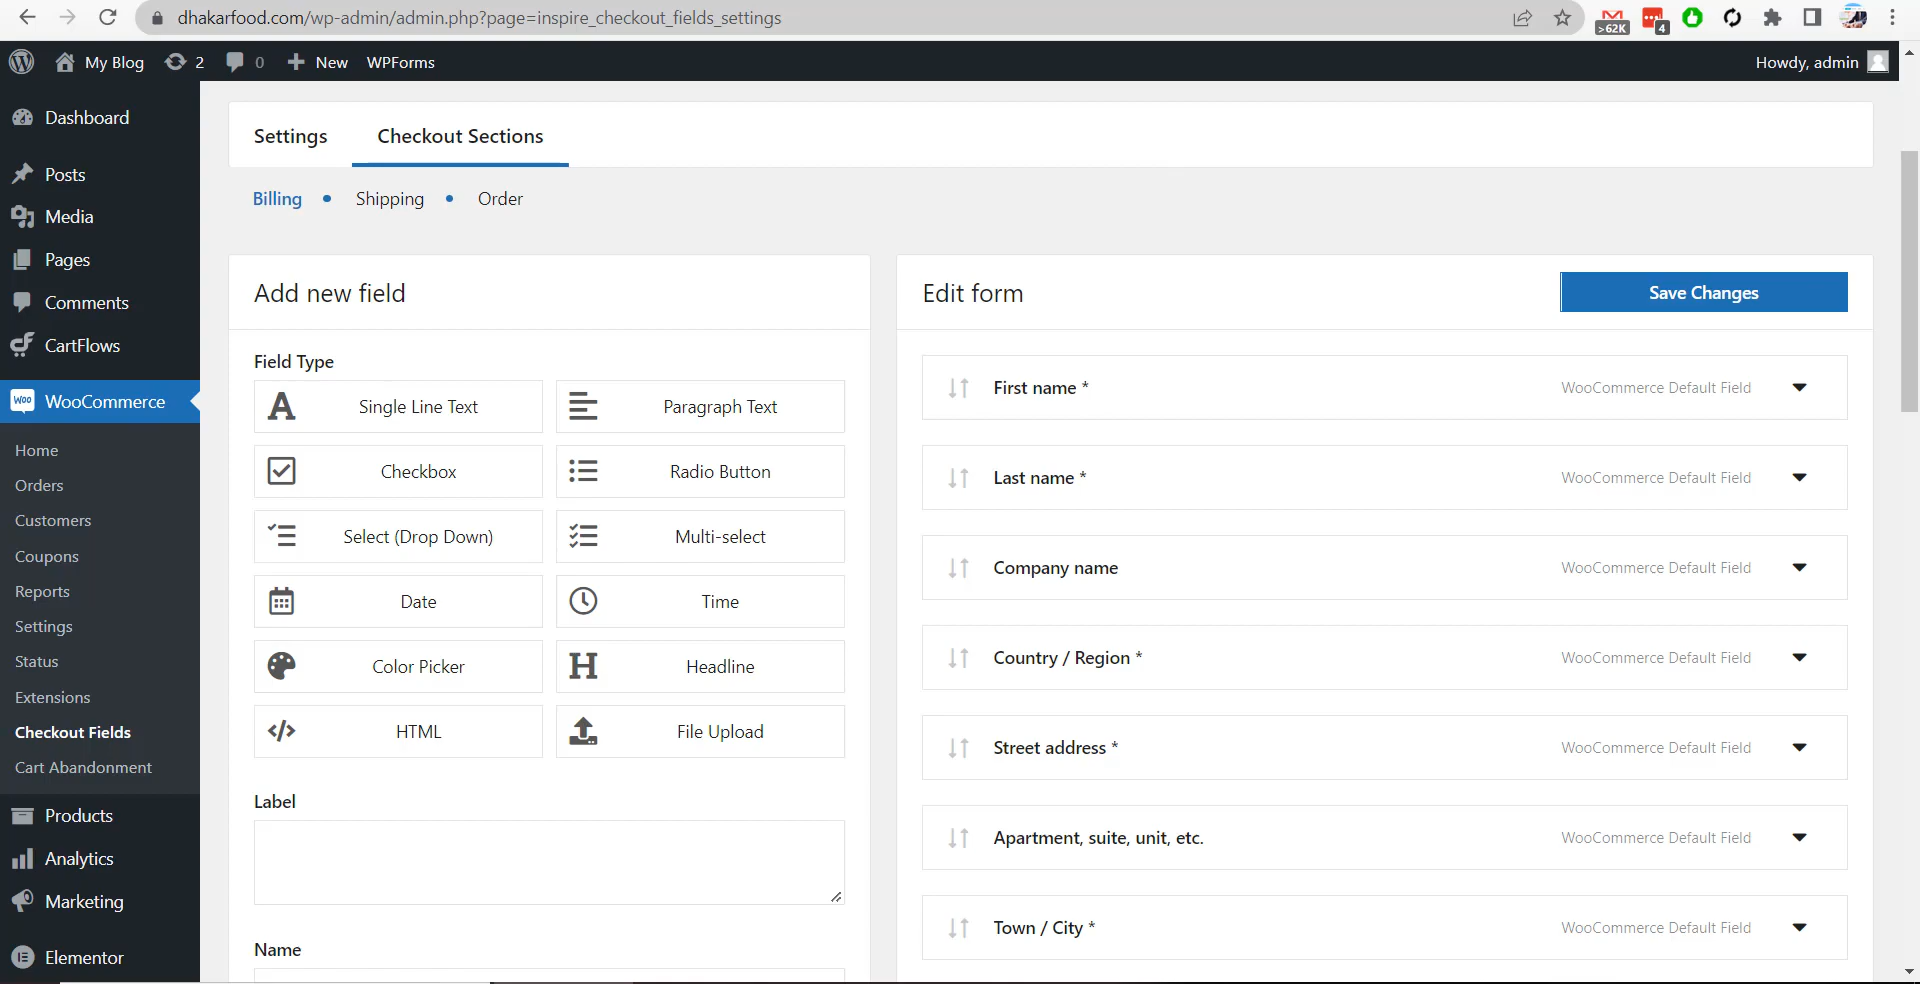 dhakarfood.com/wp-admin/admin.php?page=inspire_checkout_fields_settings
>62K
4
My Blog
2
0
New
WPForms
Howdy, admin
Dashboard
Posts
Media
Pages
Comments
CartFlows
Woo WooCommerce
Home
Orders
Customers
Coupons
Reports
Settings
Status
Extensions
Checkout Fields
Cart Abandonment
Products
Analytics
Marketing
Elementor
Settings
Checkout Sections
Billing
Shipping
Order
Add new field
Field Type
Single Line Text
Paragraph Text
Checkbox
Radio Button
Select (Drop Down)
Multi-select
Date
Time
Color Picker
Headline
HTML
File Upload
Label
Name
Edit form
Save Changes
First name * WooCommerce Default Field
Last name * WooCommerce Default Field
Company name WooCommerce Default Field
Country / Region * WooCommerce Default Field
Street address * WooCommerce Default Field
Apartment, suite, unit, etc. WooCommerce Default Field
Town / City * WooCommerce Default Field